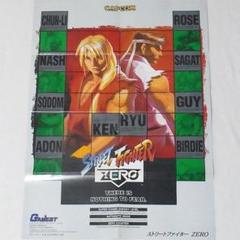 CAPCOM
CHUN-LI
ROSE
NASH
SAGAT
SODOM
GUY
ADON
BIRDIE
RYU
KEN
STREET FIGHTER
ZERO
THERE IS
NOTHING TO FEAR.
GAMEST
ストリートファイター ZERO